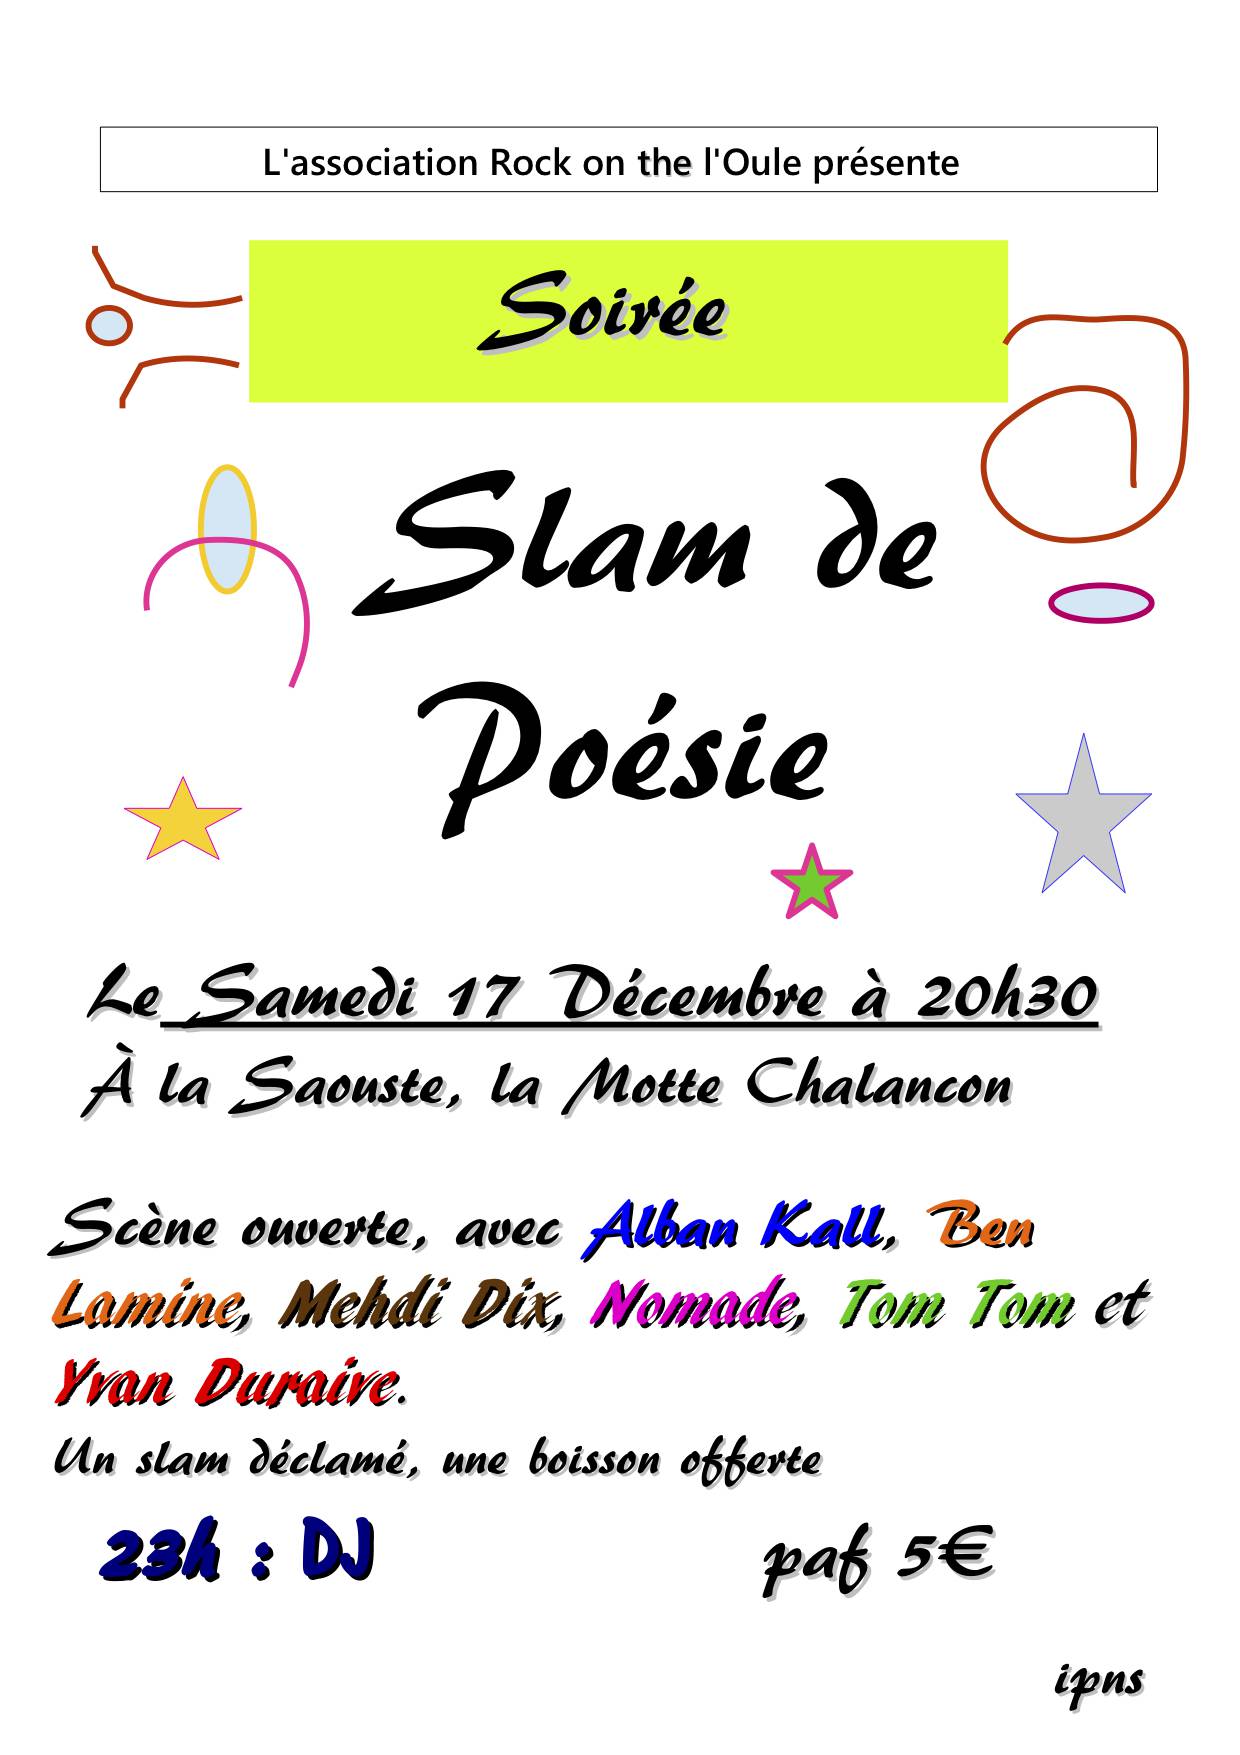 L'association Rock on the l'Oule présente
Soirée
Slam de
Poésie
Le Samedi 17 Décembre à 20h30
À la Saouste, la Motte Chalancon
Scène ouverte, avec Alban Kall, Ben
Lamine, Mehdi Dix, Nomade, Tom Tom et
Yvan Duraive.
Un slam déclamé, une boisson offerte
23h : DJ paf 5€
ipns